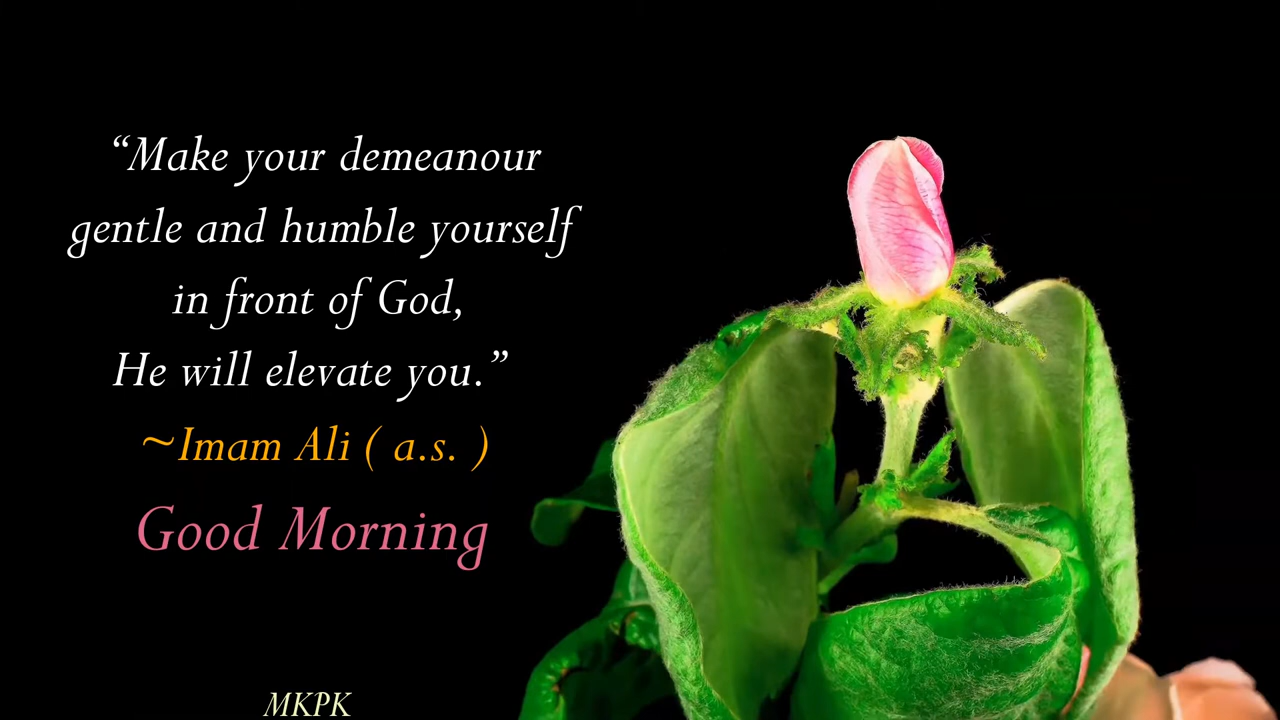 “Make your demeanour
gentle and humble yourself
in front of God,
He will elevate you.”
~Imam Ali ( a.s. )
Good Morning
MKPK